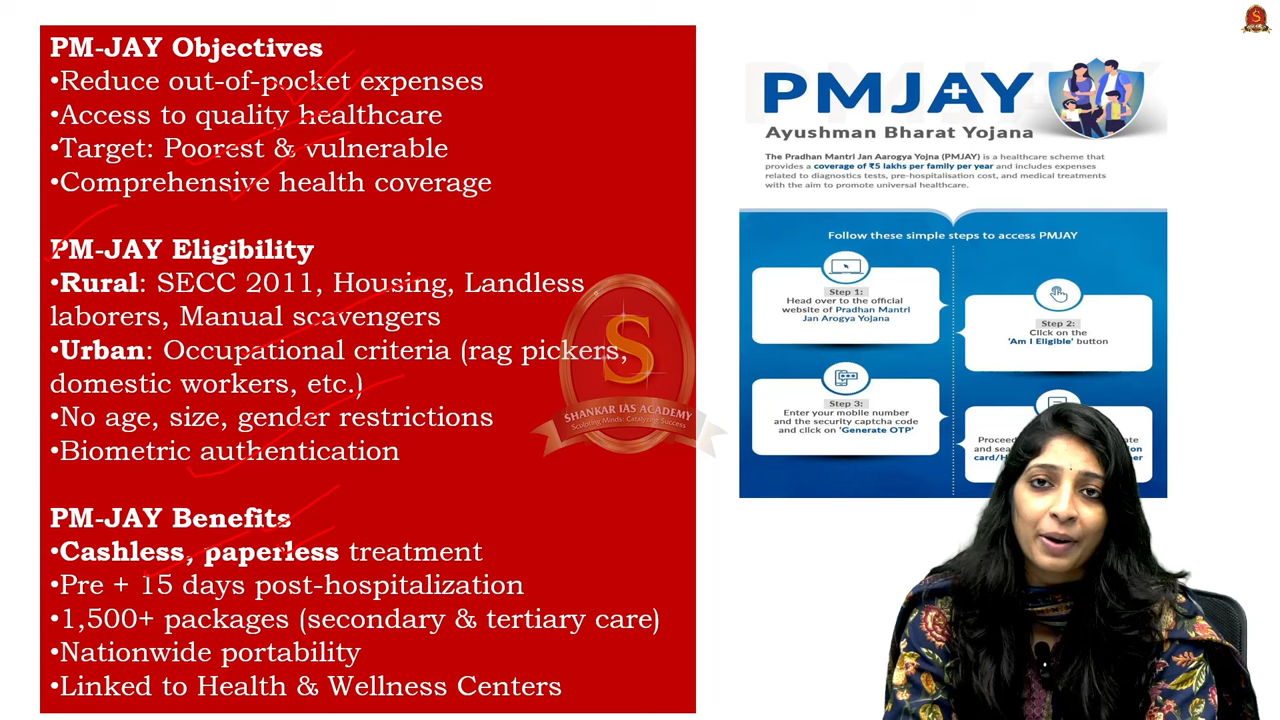 PM-JAY Objectives
•Reduce out-of-pocket expenses
•Access to quality healthcare
•Target: Poorest & vulnerable
•Comprehensive health coverage
PM-JAY Eligibility
•Rural: SECC 2011, Housing, Landless
laborers, Manual scavengers
•Urban: Occupational criteria (rag pickers,
domestic workers, etc.)
•No age, size, gender restrictions
•Biometric authentication
PM-JAY Benefits
•Cashless, paperless treatment
•Pre + 15 days post-hospitalization
•1,500+ packages (secondary & tertiary care)
•Nationwide portability
•Linked to Health & Wellness Centers
S
SHANKAR IAS ACADEMY
Sculpting Minds: Catalyzing Success
PMJAY
Ayushman Bharat Yojana
The Pradhan Mantri Jan Aarogya Yojna (PMJAY) is a healthcare scheme that
provides a coverage of ₹5 lakhs per family per year and includes expenses
related to diagnostics tests, pre-hospitalisation cost, and medical treatments
with the aim to promote universal healthcare.
Follow these simple steps to access PMJAY
Step 1:
Head over to the official
website of Pradhan Mantri
Jan Arogya Yojana
Step 2:
Click on the
'Am I Eligible' button
Step 3:
Enter your mobile number
and the security captcha code
and click on 'Generate OTP'